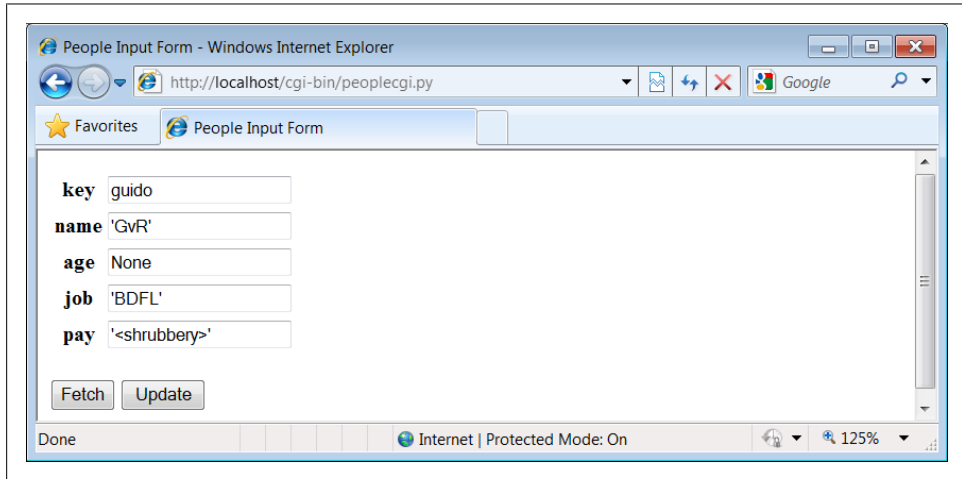 People Input Form - Windows Internet Explorer
http://localhost/cgi-bin/peoplecgi.py
Google
Favorites
People Input Form
key guido
name 'GvR'
age None
job 'BDFL'
pay '<shrubbery>'
Fetch Update
Done
Internet | Protected Mode: On
125%